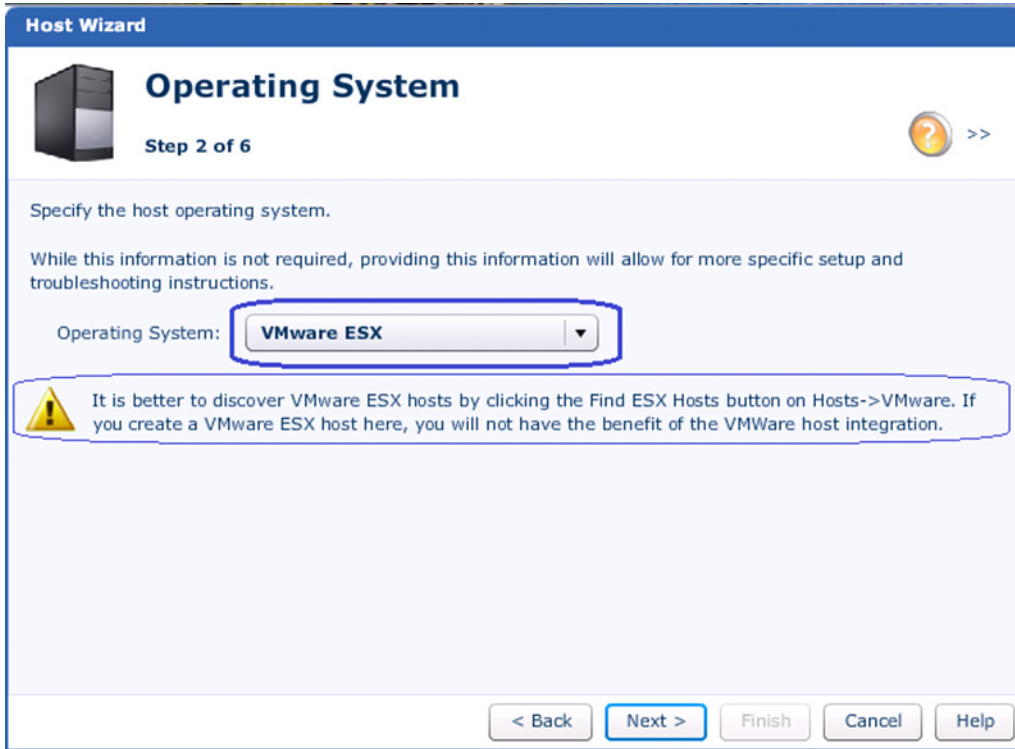 Host Wizard
Operating System
Step 2 of 6
? >>
Specify the host operating system.
While this information is not required, providing this information will allow for more specific setup and
troubleshooting instructions.
Operating System: VMware ESX
It is better to discover VMware ESX hosts by clicking the Find ESX Hosts button on Hosts->VMware. If
you create a VMware ESX host here, you will not have the benefit of the VMWare host integration.
< Back Next > Finish Cancel Help